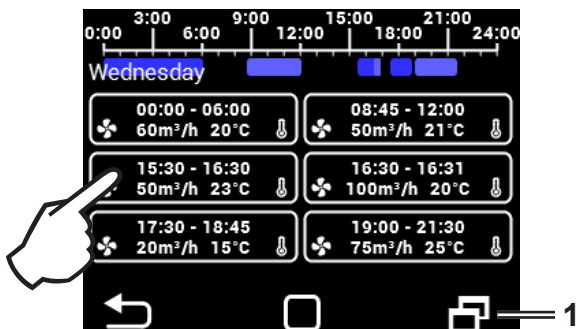 3:00 9:00 15:00 21:00
0:00 6:00 12:00 18:00 24:00
Wednesday
00:00 - 06:00
60m³/h 20°C
08:45 - 12:00
50m³/h 21°C
15:30 - 16:30
50m³/h 23°C
16:30 - 16:31
100m³/h 20°C
17:30 - 18:45
20m³/h 15°C
19:00 - 21:30
75m³/h 25°C
1